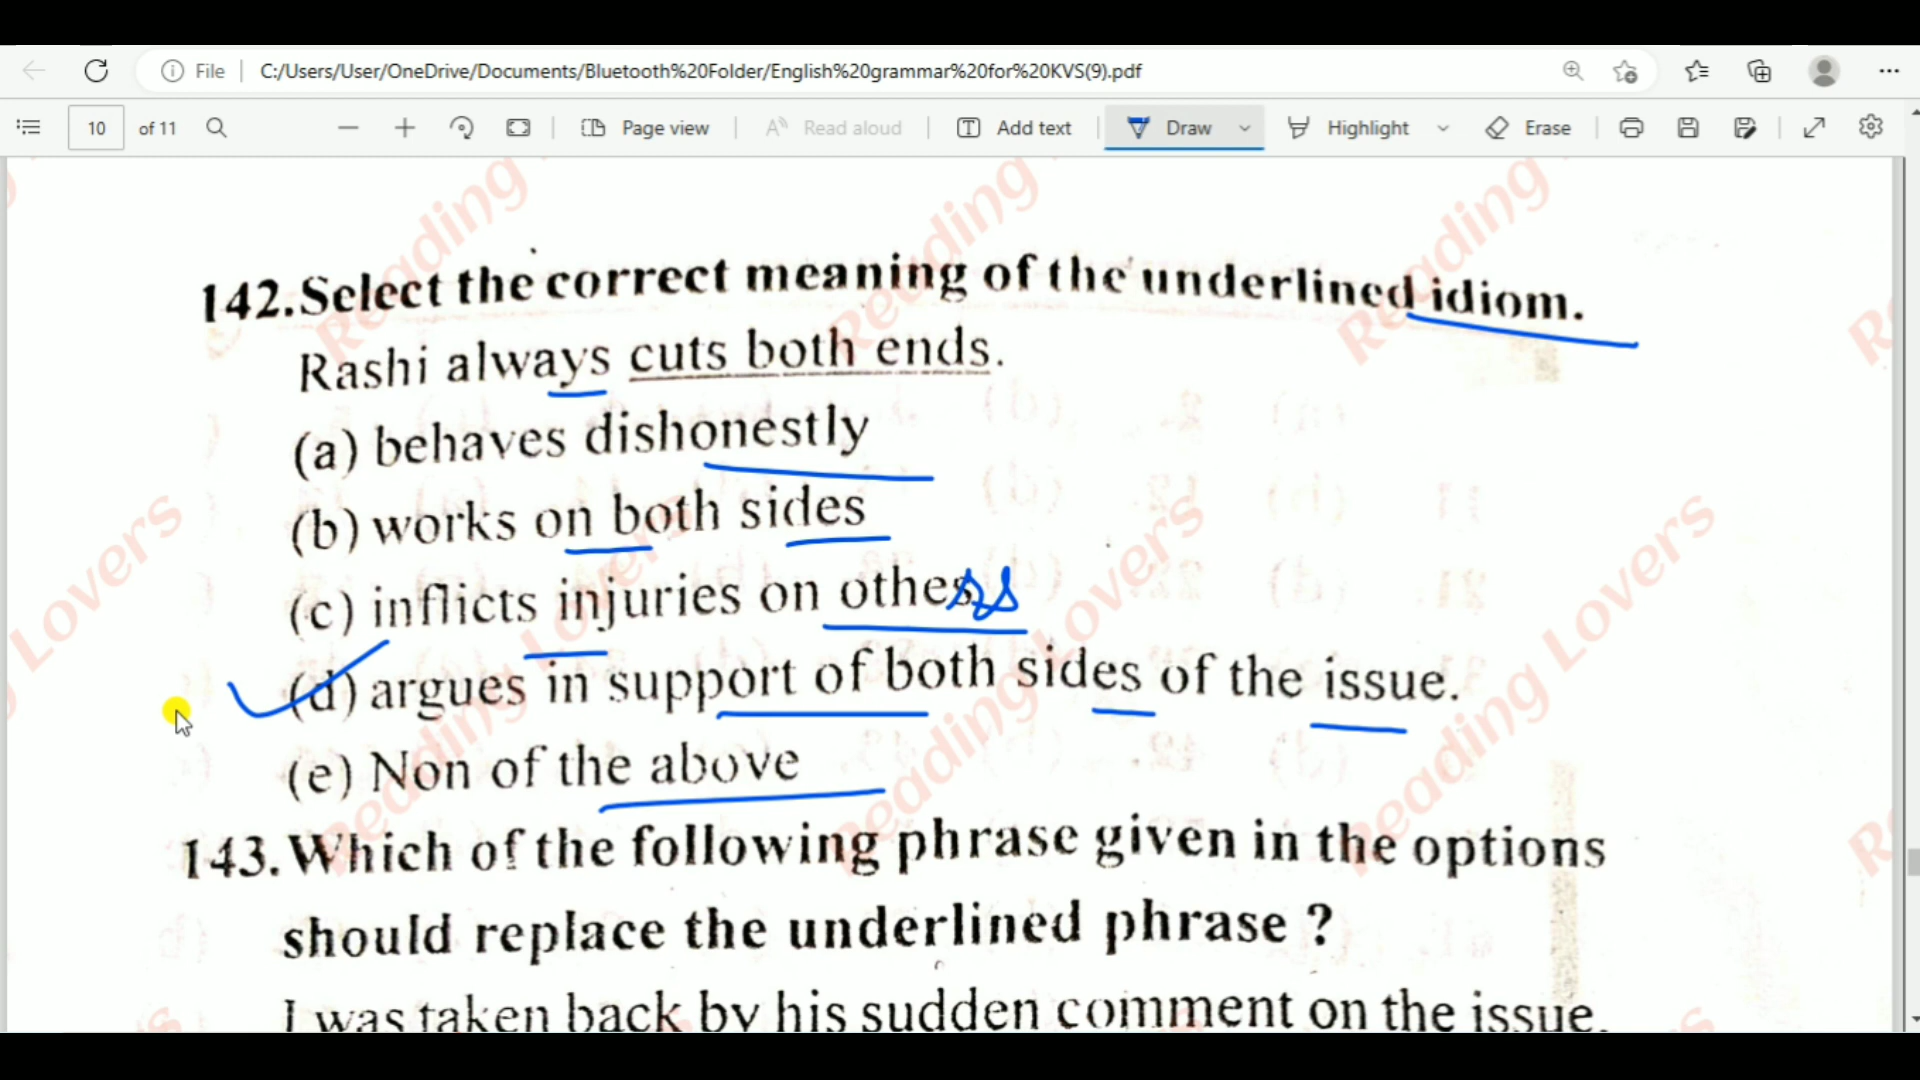 File C:/Users/User/OneDrive/Documents/Bluetooth%20Folder/English%20grammar%20for%20KVS(9).pdf
10 of 11 Page view Read aloud Add text Draw Highlight Erase
142.Select the correct meaning of the underlined idiom.
Rashi always cuts both ends.
(a) behaves dishonestly
(b) works on both sides
(c) inflicts injuries on others
(d) argues in support of both sides of the issue.
(e) Non of the above
143.Which of the following phrase given in the options
should replace the underlined phrase ?
I was taken back by his sudden comment on the issue.
Reading Lovers